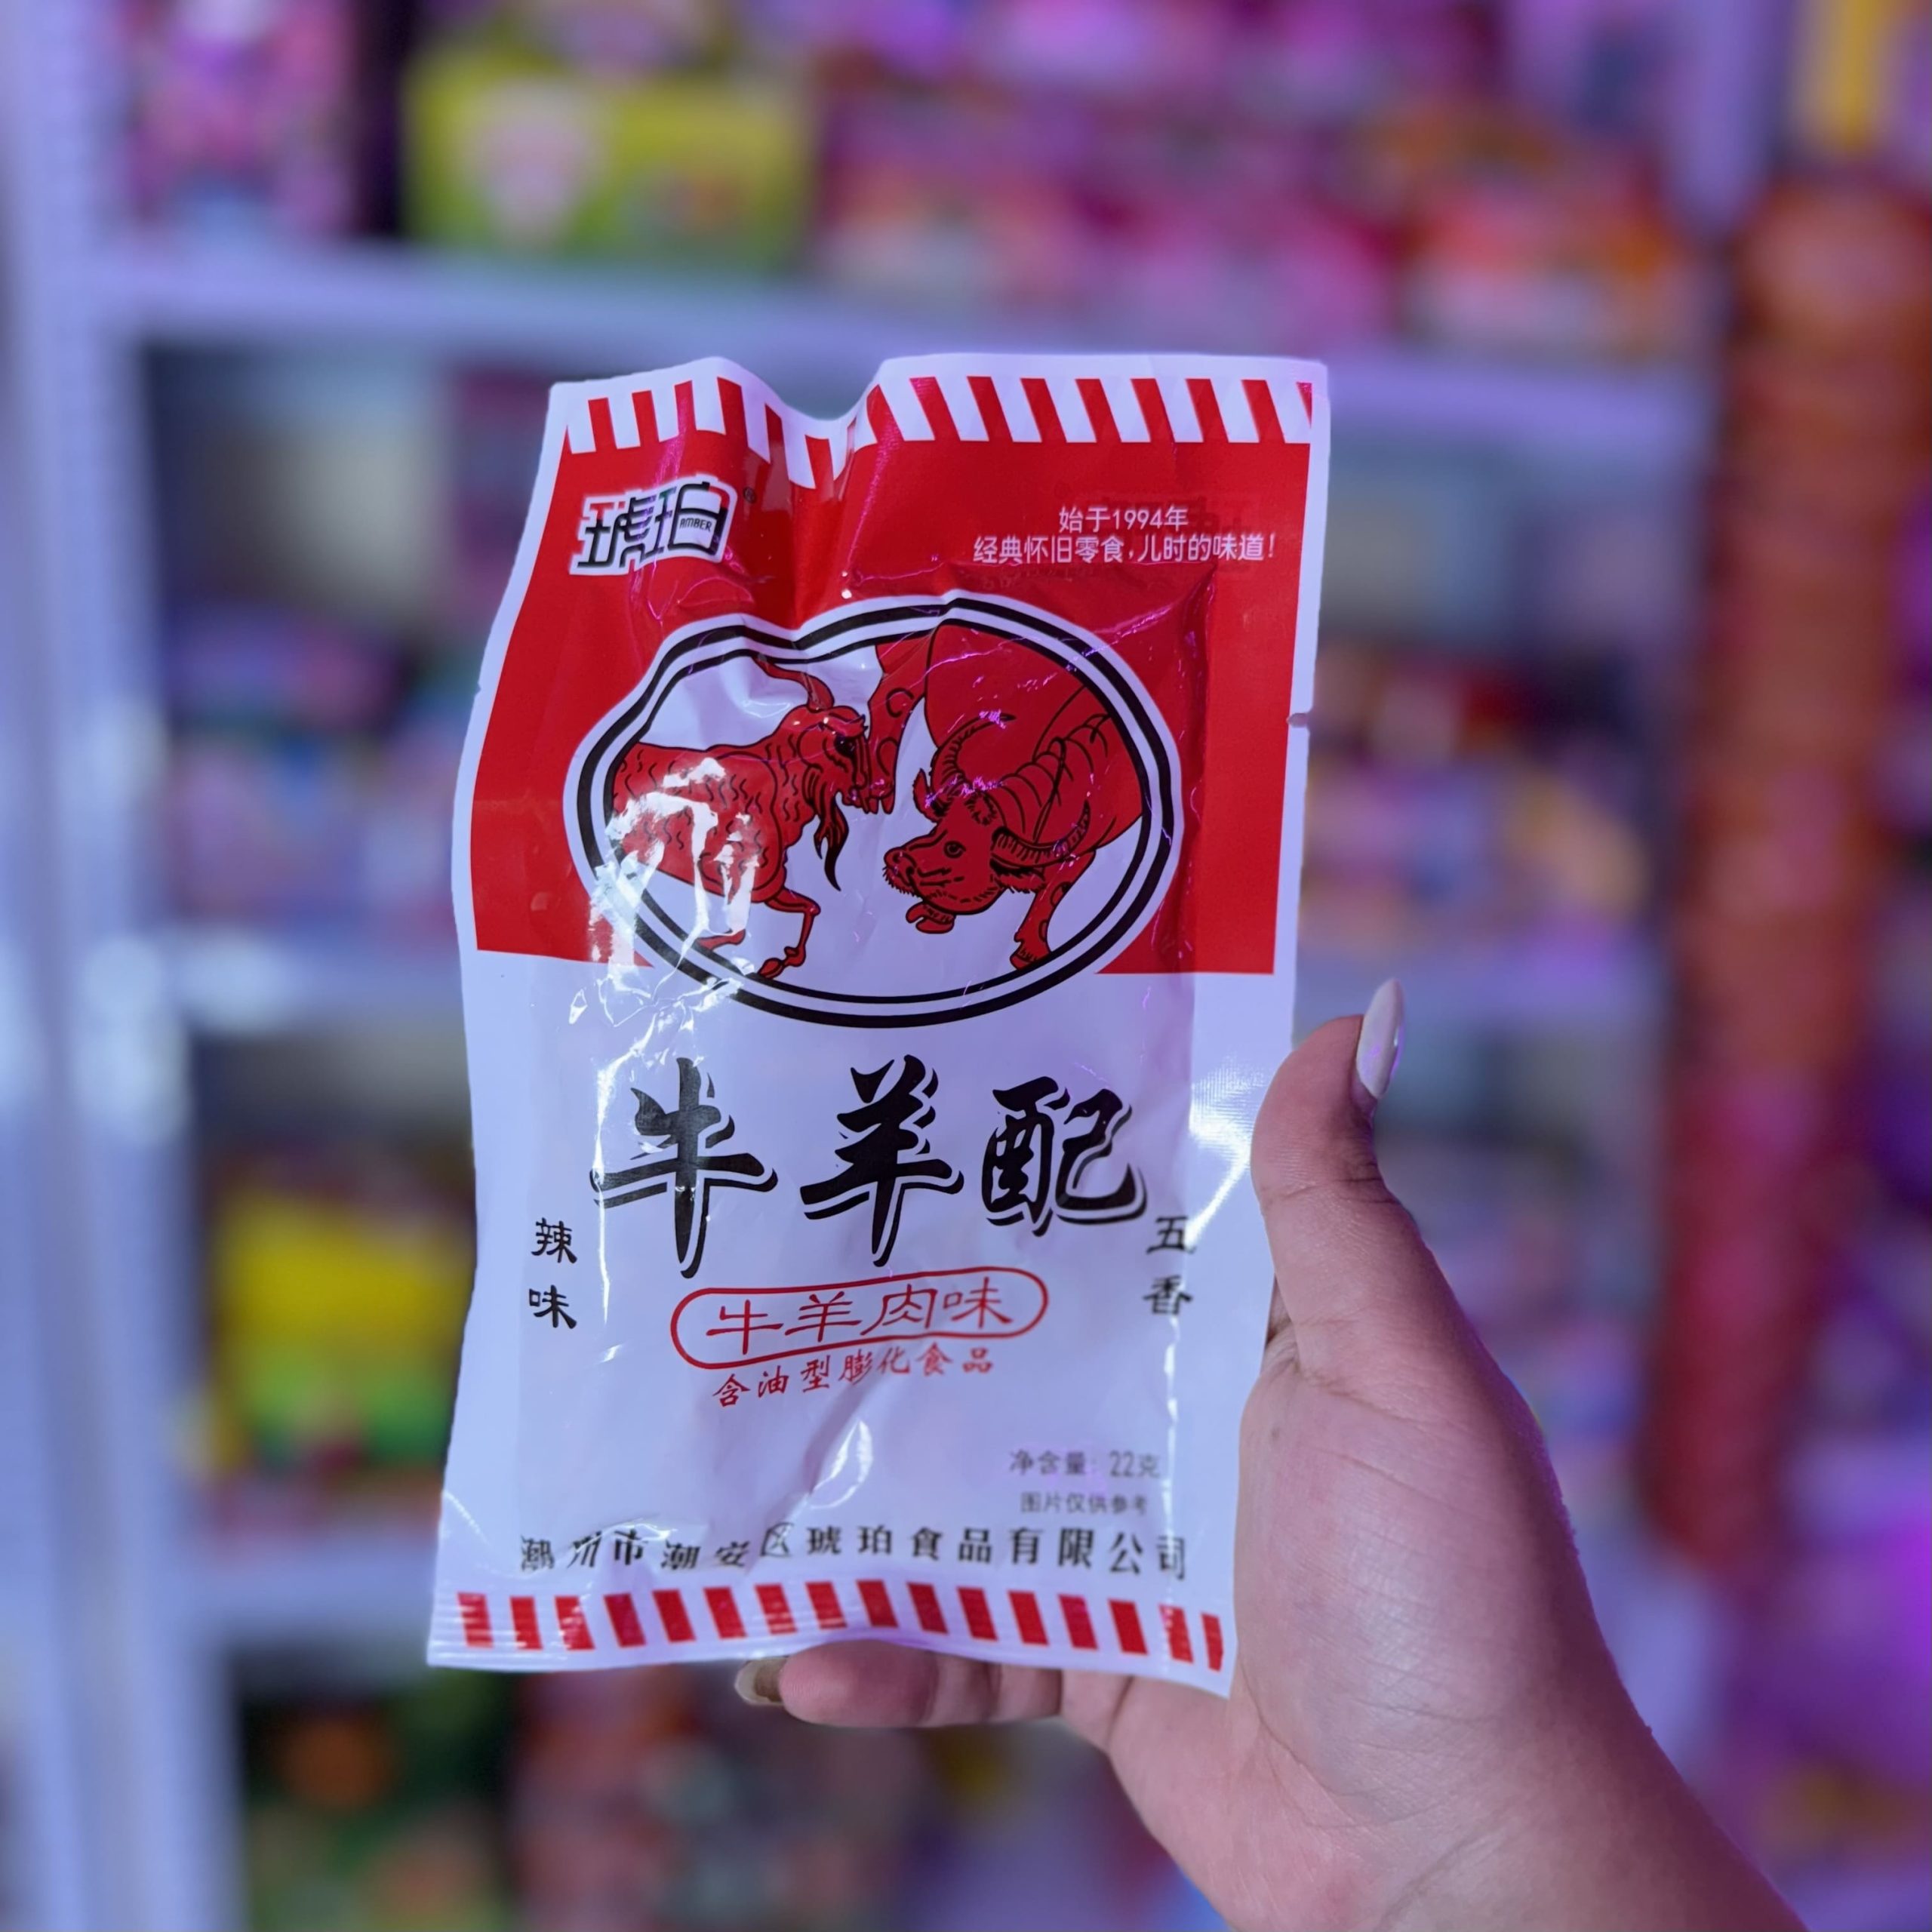 琥珀
AMBER
®
始于1994年
经典怀旧零食,儿时的味道!
牛羊配
辣味
五香
牛羊肉味
含油型膨化食品
净含量:22克
图片仅供参考
潮州市潮安区琥珀食品有限公司